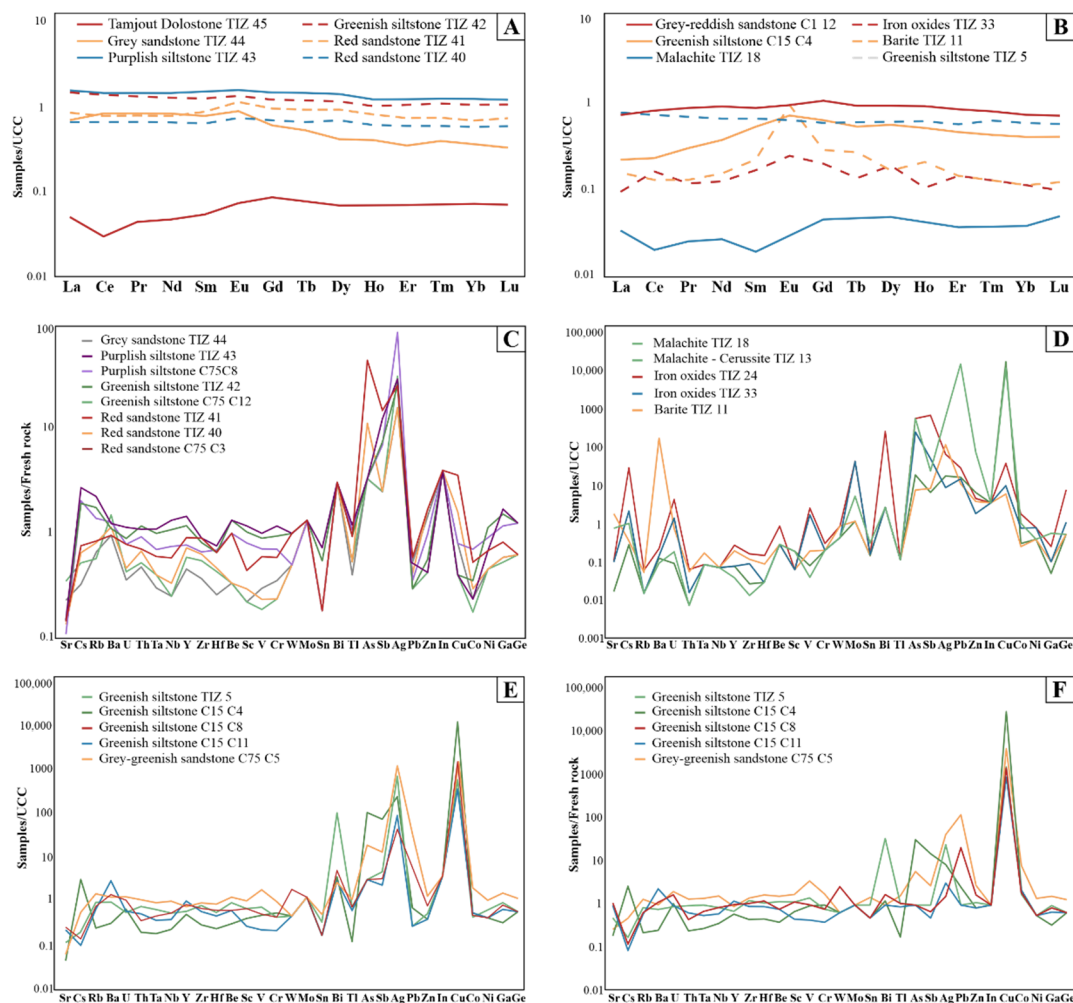 A
Tamjout Dolostone TIZ 45
Grey sandstone TIZ 44
Purplish siltstone TIZ 43
Greenish siltstone TIZ 42
Red sandstone TIZ 41
Red sandstone TIZ 40
Samples/UCC
10
1
0.1
0.01
La Ce Pr Nd Sm Eu Gd Tb Dy Ho Er Tm Yb Lu
B
Grey-reddish sandstone C1 12
Greenish siltstone C15 C4
Malachite TIZ 18
Iron oxides TIZ 33
Barite TIZ 11
Greenish siltstone TIZ 5
Samples/UCC
10
1
0.1
0.01
La Ce Pr Nd Sm Eu Gd Tb Dy Ho Er Tm Yb Lu
C
Grey sandstone TIZ 44
Purplish siltstone TIZ 43
Purplish siltstone C75C8
Greenish siltstone TIZ 42
Greenish siltstone C75 C12
Red sandstone TIZ 41
Red sandstone TIZ 40
Red sandstone C75 C3
Samples/Fresh rock
100
10
1
0.1
Sr Cs Rb Ba U Th Ta Nb Y Zr Hf Be Sc V Cr W Mo Sn Bi Tl As Sb Ag Pb Zn In Cu Co Ni Ga Ge
D
Malachite TIZ 18
Malachite - Cerussite TIZ 13
Iron oxides TIZ 24
Iron oxides TIZ 33
Barite TIZ 11
Samples/UCC
100,000
10,000
1000
100
10
1
0.1
0.01
0.001
Sr Cs Rb Ba U Th Ta Nb Y Zr Hf Be Sc V Cr W Mo Sn Bi Tl As Sb Ag Pb Zn In Cu Co Ni Ga Ge
E
Greenish siltstone TIZ 5
Greenish siltstone C15 C4
Greenish siltstone C15 C8
Greenish siltstone C15 C11
Grey-greenish sandstone C75 C5
Samples/UCC
100,000
10,000
1000
100
10
1
0.1
0.01
Sr Cs Rb Ba U Th Ta Nb Y Zr Hf Be Sc V Cr W Mo Sn Bi Tl As Sb Ag Pb Zn In Cu Co Ni Ga Ge
F
Greenish siltstone TIZ 5
Greenish siltstone C15 C4
Greenish siltstone C15 C8
Greenish siltstone C15 C11
Grey-greenish sandstone C75 C5
Samples/Fresh rock
100,000
10,000
1000
100
10
1
0.1
0.01
Sr Cs Rb Ba U Th Ta Nb Y Zr Hf Be Sc V Cr W Mo Sn Bi Tl As Sb Ag Pb Zn In Cu Co Ni Ga Ge